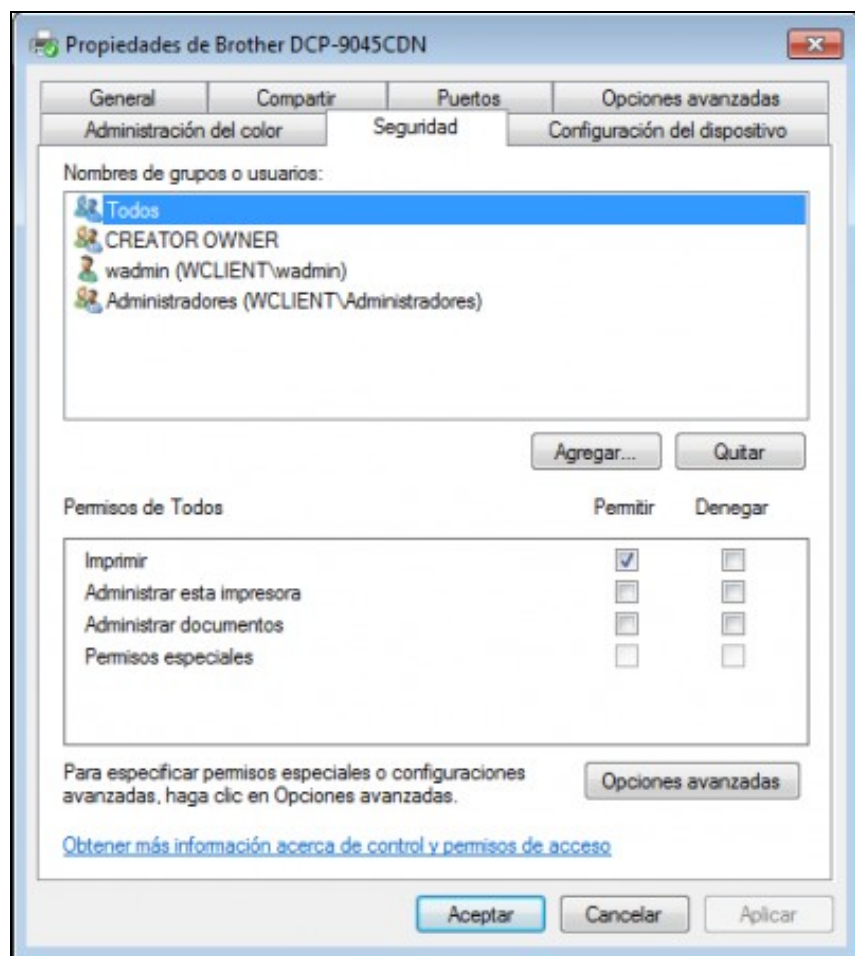 Propiedades de Brother DCP-9045CDN
General Compartir Puertos Opciones avanzadas
Administración del color Seguridad Configuración del dispositivo
Nombres de grupos o usuarios:
Todos
CREATOR OWNER
wadmin (WCLIENT\wadmin)
Administradores (WCLIENT\Administradores)
Agregar... Quitar
Permisos de Todos Permitir Denegar
Imprimir
Administrar esta impresora
Administrar documentos
Permisos especiales
Para especificar permisos especiales o configuraciones
avanzadas, haga clic en Opciones avanzadas.
Opciones avanzadas
Obtener más información acerca de control y permisos de acceso
Aceptar Cancelar Aplicar